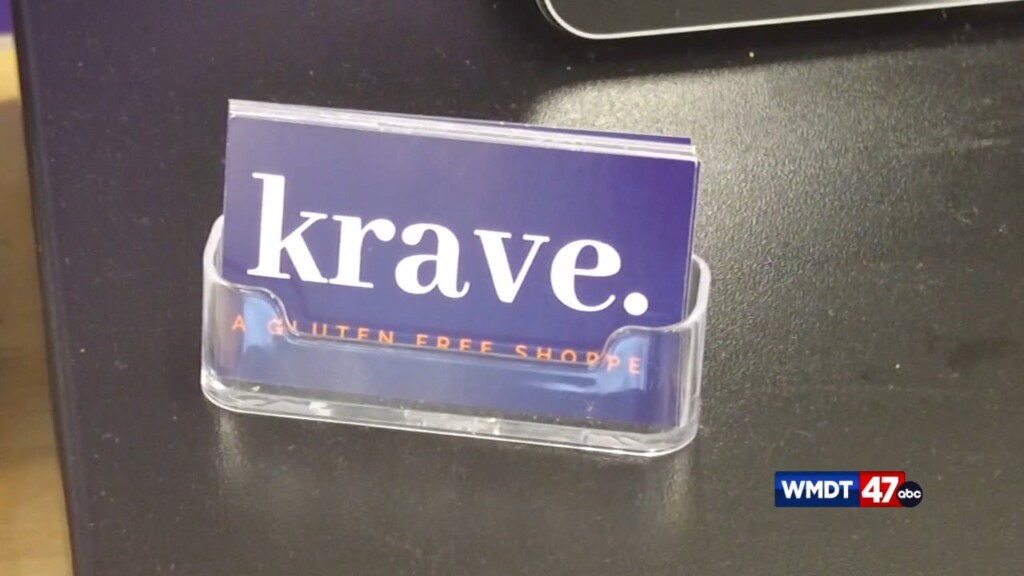 krave.
A GLUTEN FREE SHOPPE
WMDT 47 abc